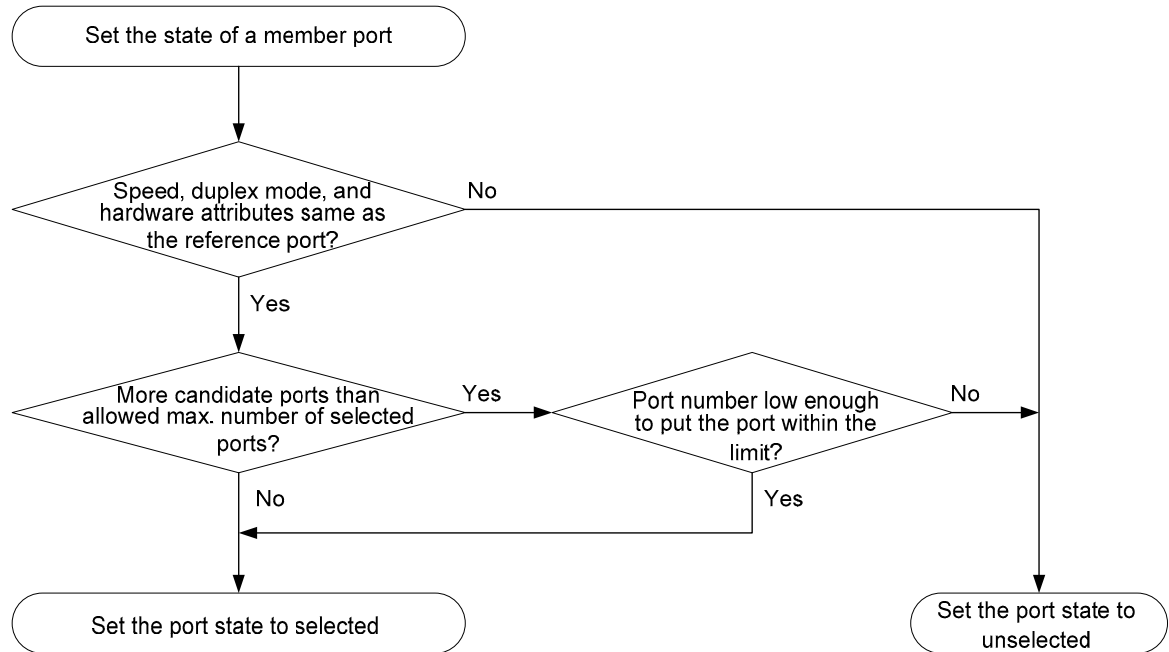 Set the state of a member port
Speed, duplex mode, and
hardware attributes same as
the reference port?
No
Yes
More candidate ports than
allowed max. number of selected
ports?
Yes
Port number low enough
to put the port within the
limit?
No
No
Yes
Set the port state to selected
Set the port state to
unselected